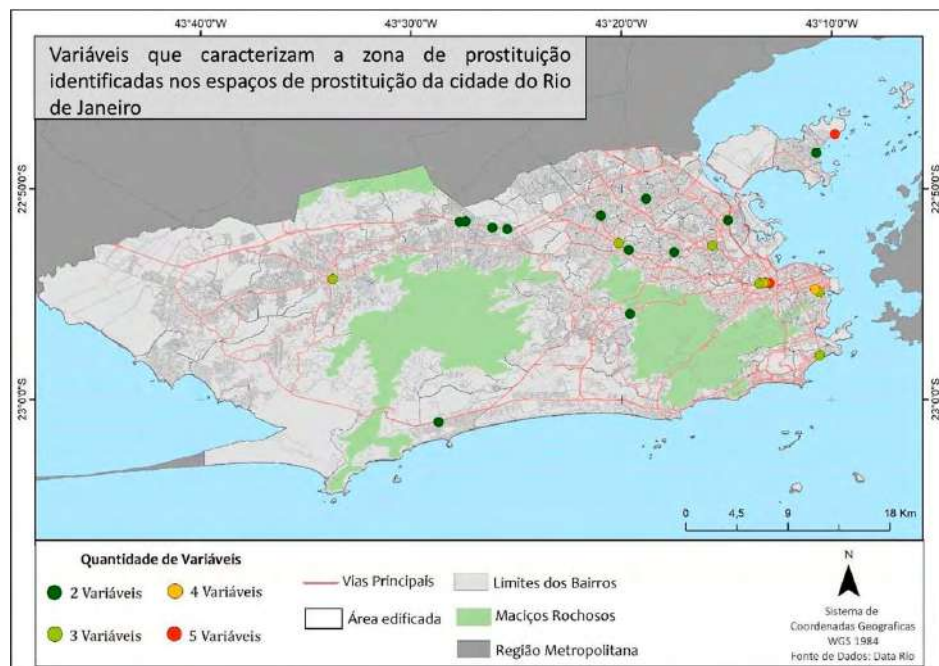 43°40'0"W 43°30'0"W 43°20'0"W 43°10'0"W
Variáveis que caracterizam a zona de prostituição
identificadas nos espaços de prostituição da cidade do Rio
de Janeiro
22°50'0"S 22°50'0"S
23°0'0"S 23°0'0"S
0 4,5 9 18 Km
Quantidade de Variáveis
2 Variáveis
4 Variáveis
3 Variáveis
5 Variáveis
Vias Principais
Área edificada
Limites dos Bairros
Maciços Rochosos
Região Metropolitana
N
Sistema de
Coordenadas Geograficas
WGS 1984
Fonte de Dados: Data Rio